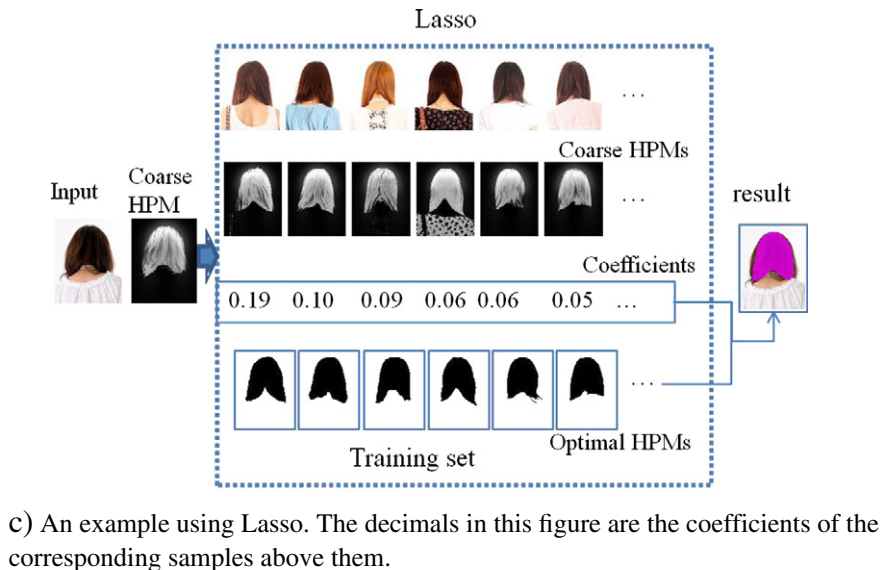 Lasso
Coarse HPMs
Input
Coarse
HPM
result
Coefficients
0.19 0.10 0.09 0.06 0.06 0.05 ...
...
...
...
Optimal HPMs
Training set
c) An example using Lasso. The decimals in this figure are the coefficients of the
corresponding samples above them.